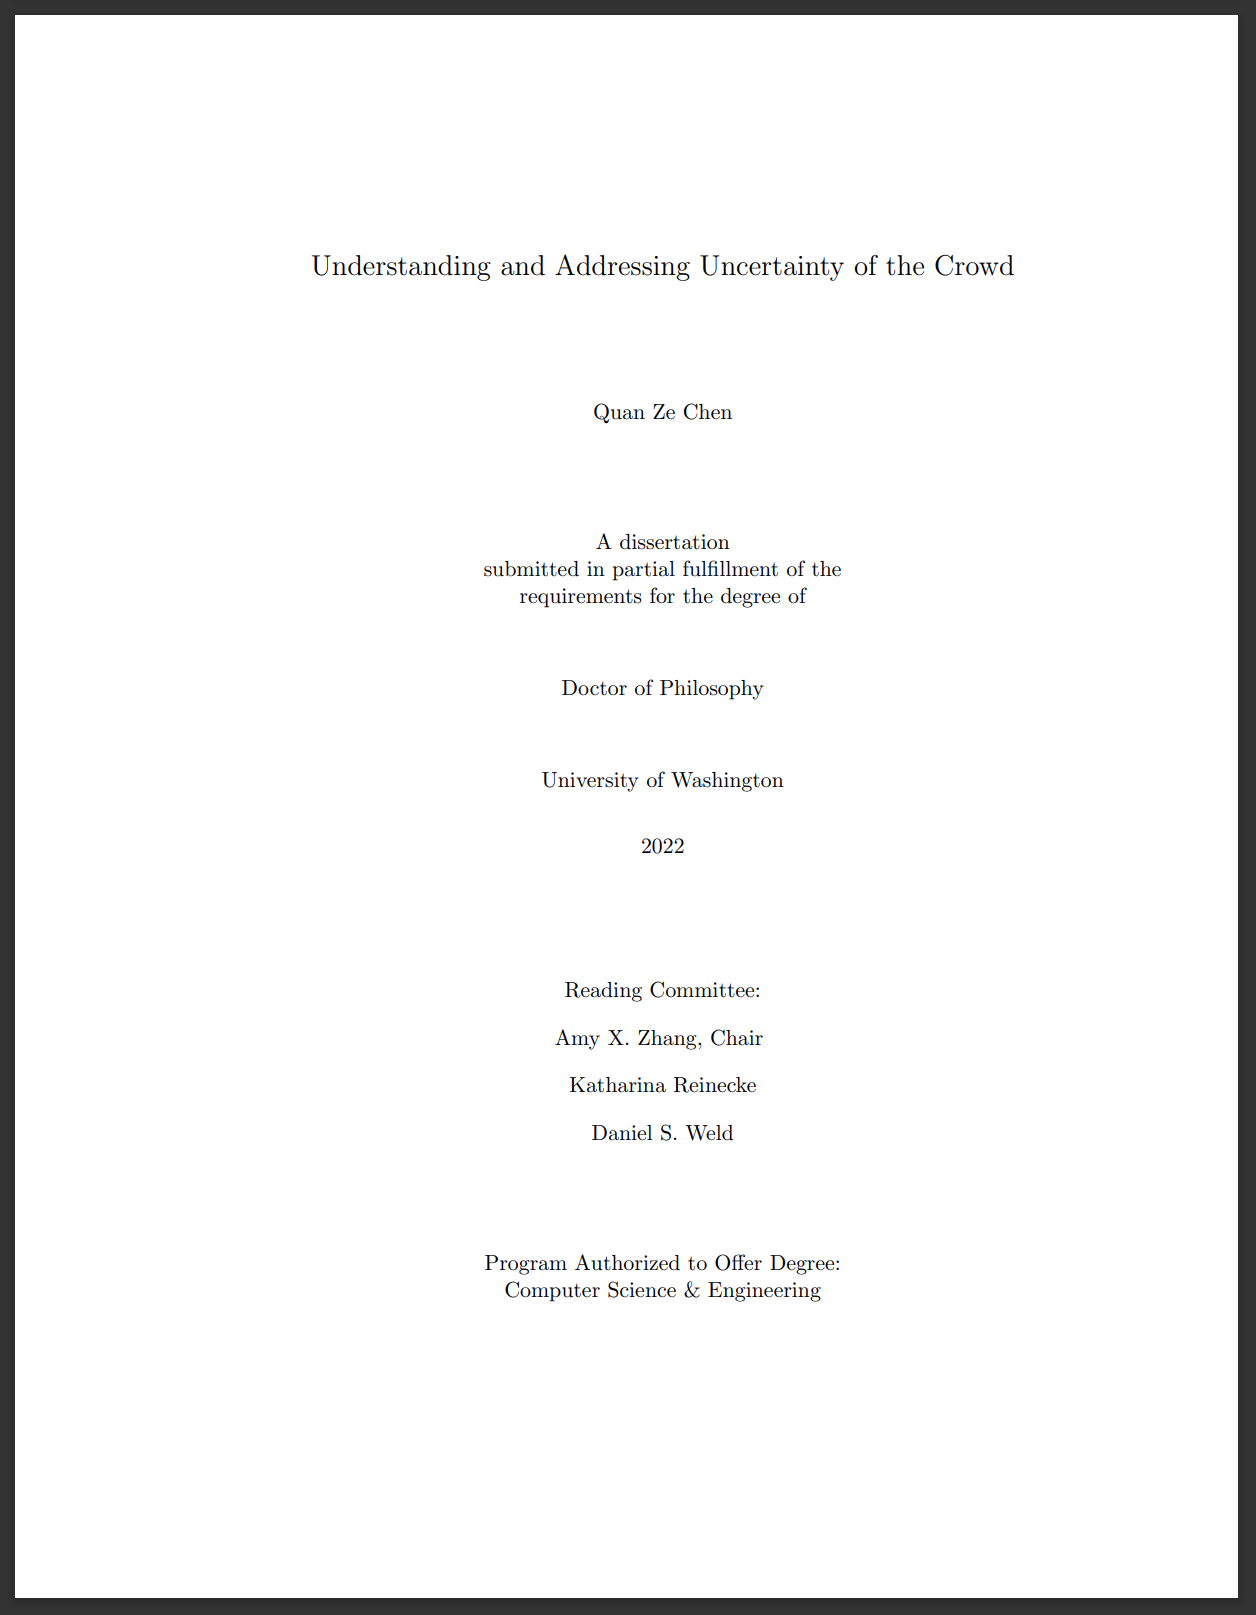 Understanding and Addressing Uncertainty of the Crowd
Quan Ze Chen
A dissertation
submitted in partial fulfillment of the
requirements for the degree of
Doctor of Philosophy
University of Washington
2022
Reading Committee:
Amy X. Zhang, Chair
Katharina Reinecke
Daniel S. Weld
Program Authorized to Offer Degree:
Computer Science & Engineering